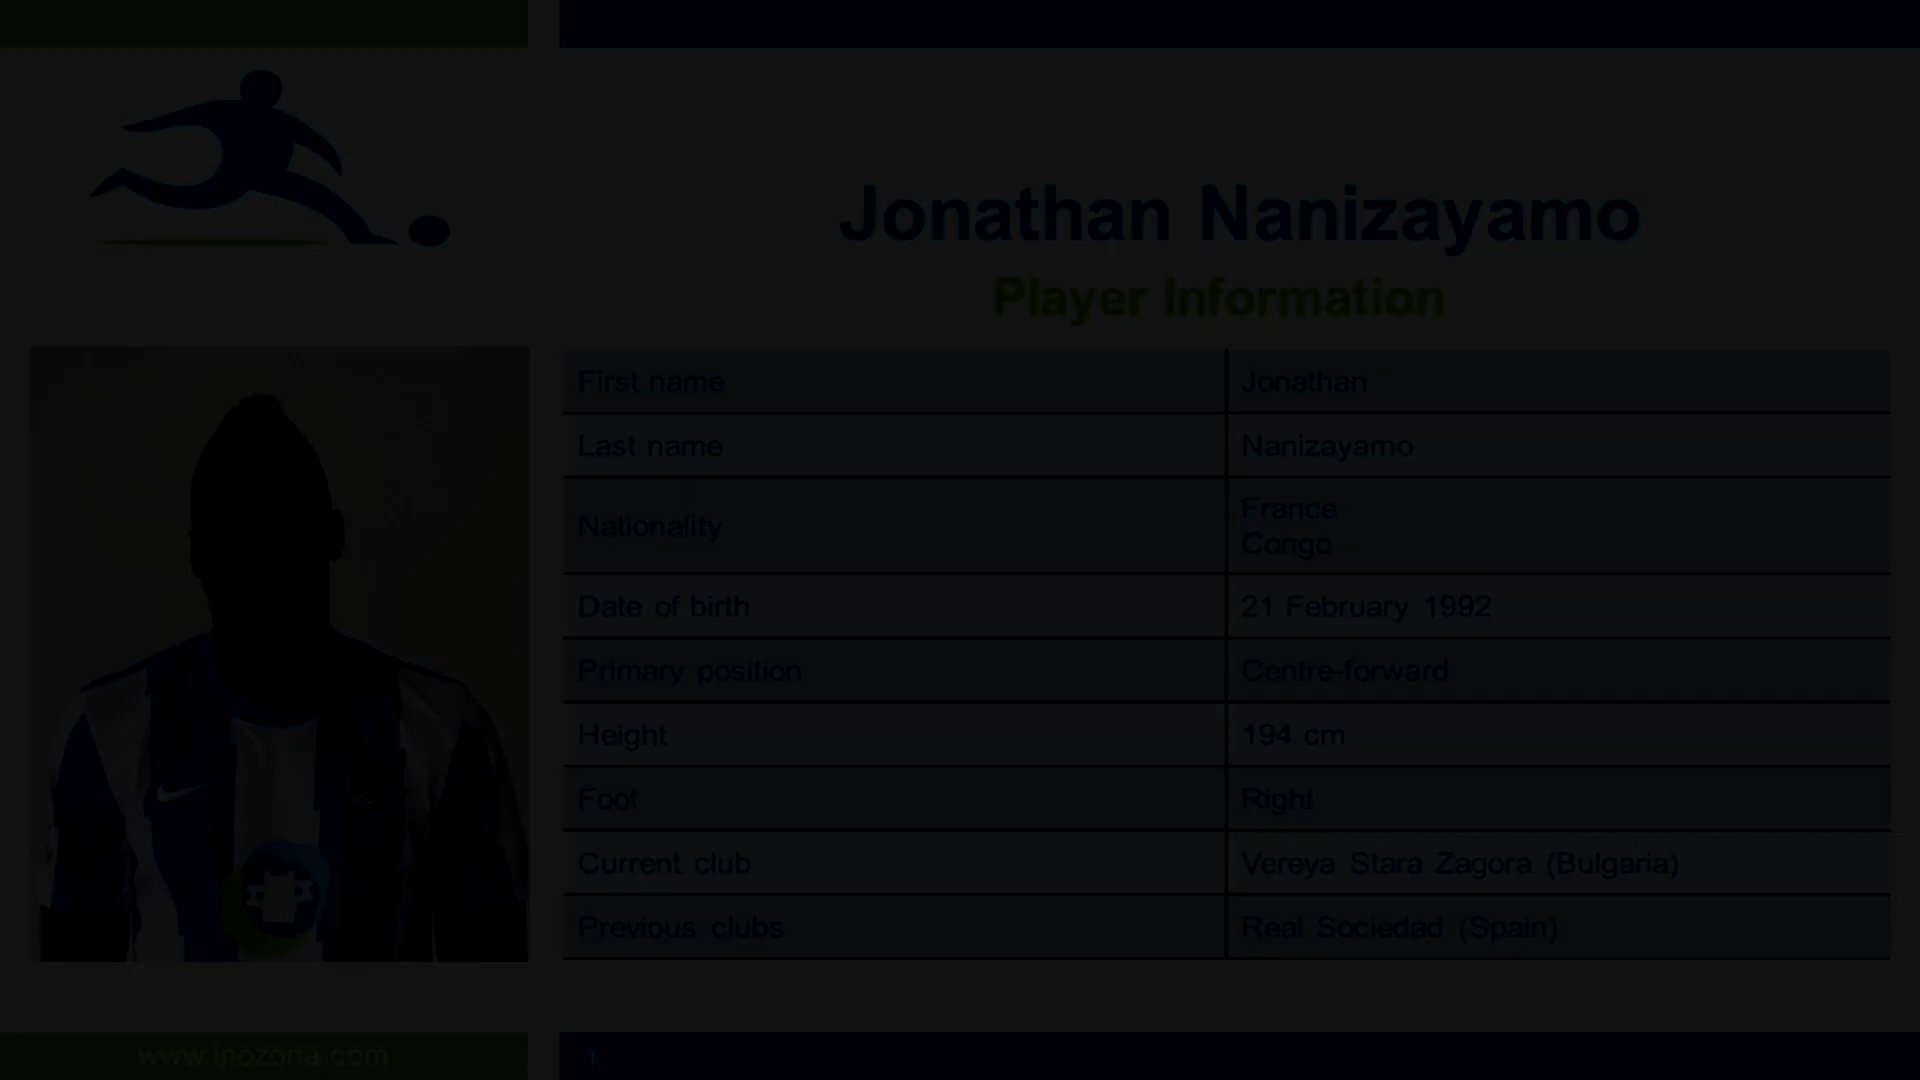 Jonathan Nanizayamo
Player Information
First name Jonathan
Last name Nanizayamo
Nationality France
Congo
Date of birth 21 February 1992
Primary position Centre-forward
Height 194 cm
Foot Right
Current club Vereya Stara Zagora (Bulgaria)
Previous clubs Real Sociedad (Spain)
www.inozona.com 1